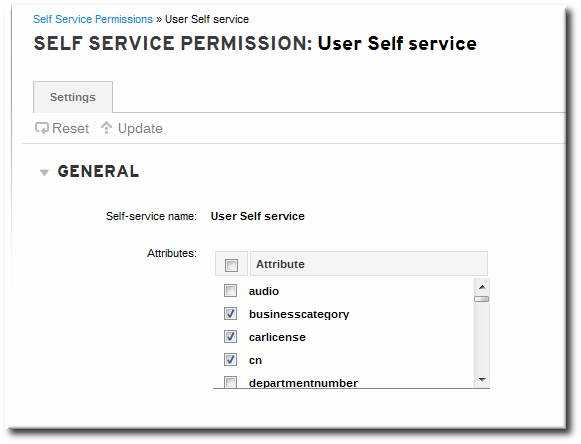 Self Service Permissions » User Self service
SELF SERVICE PERMISSION: User Self service
Settings
Reset Update
GENERAL
Self-service name: User Self service
Attributes:
Attribute
audio
businesscategory
carlicense
cn
departmentnumber